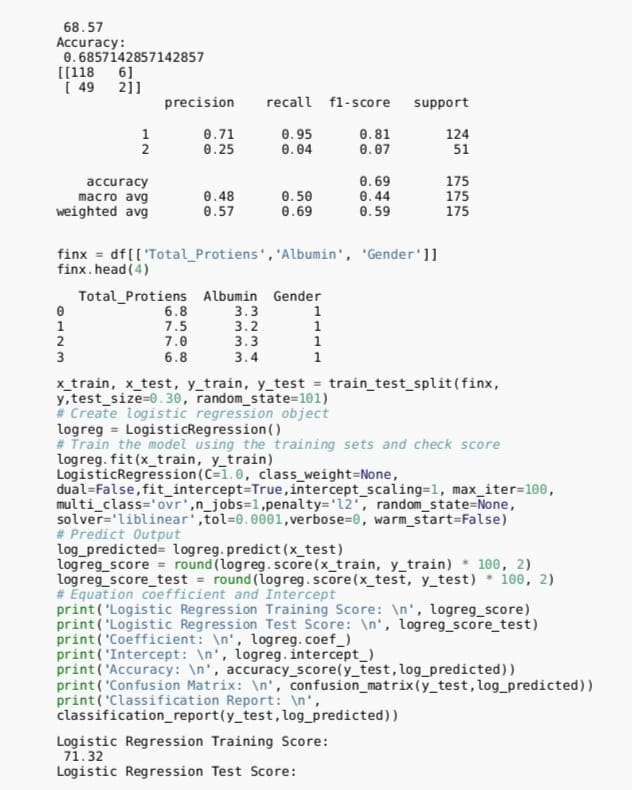 68.57
Accuracy:
0.6857142857142857
[[118   6]
[ 49   2]]
precision    recall  f1-score   support
1       0.71      0.95      0.81       124
2       0.25      0.04      0.07        51
accuracy                           0.69       175
macro avg       0.48      0.50      0.44       175
weighted avg       0.57      0.69      0.59       175
finx = df[['Total_Protiens','Albumin', 'Gender']]
finx.head(4)
Total_Protiens  Albumin  Gender
0             6.8      3.3       1
1             7.5      3.2       1
2             7.0      3.3       1
3             6.8      3.4       1
x_train, x_test, y_train, y_test = train_test_split(finx,
y,test_size=0.30, random_state=101)
# Create logistic regression object
logreg = LogisticRegression()
# Train the model using the training sets and check score
logreg.fit(x_train, y_train)
LogisticRegression(C=1.0, class_weight=None,
dual=False,fit_intercept=True,intercept_scaling=1, max_iter=100,
multi_class='ovr',n_jobs=1,penalty='l2', random_state=None,
solver='liblinear',tol=0.0001,verbose=0, warm_start=False)
# Predict Output
log_predicted= logreg.predict(x_test)
logreg_score = round(logreg.score(x_train, y_train) * 100, 2)
logreg_score_test = round(logreg.score(x_test, y_test) * 100, 2)
# Equation coefficient and Intercept
print('Logistic Regression Training Score: \n', logreg_score)
print('Logistic Regression Test Score: \n', logreg_score_test)
print('Coefficient: \n', logreg.coef_)
print('Intercept: \n', logreg.intercept_)
print('Accuracy: \n', accuracy_score(y_test,log_predicted))
print('Confusion Matrix: \n', confusion_matrix(y_test,log_predicted))
print('Classification Report: \n',
classification_report(y_test,log_predicted))
Logistic Regression Training Score:
71.32
Logistic Regression Test Score: